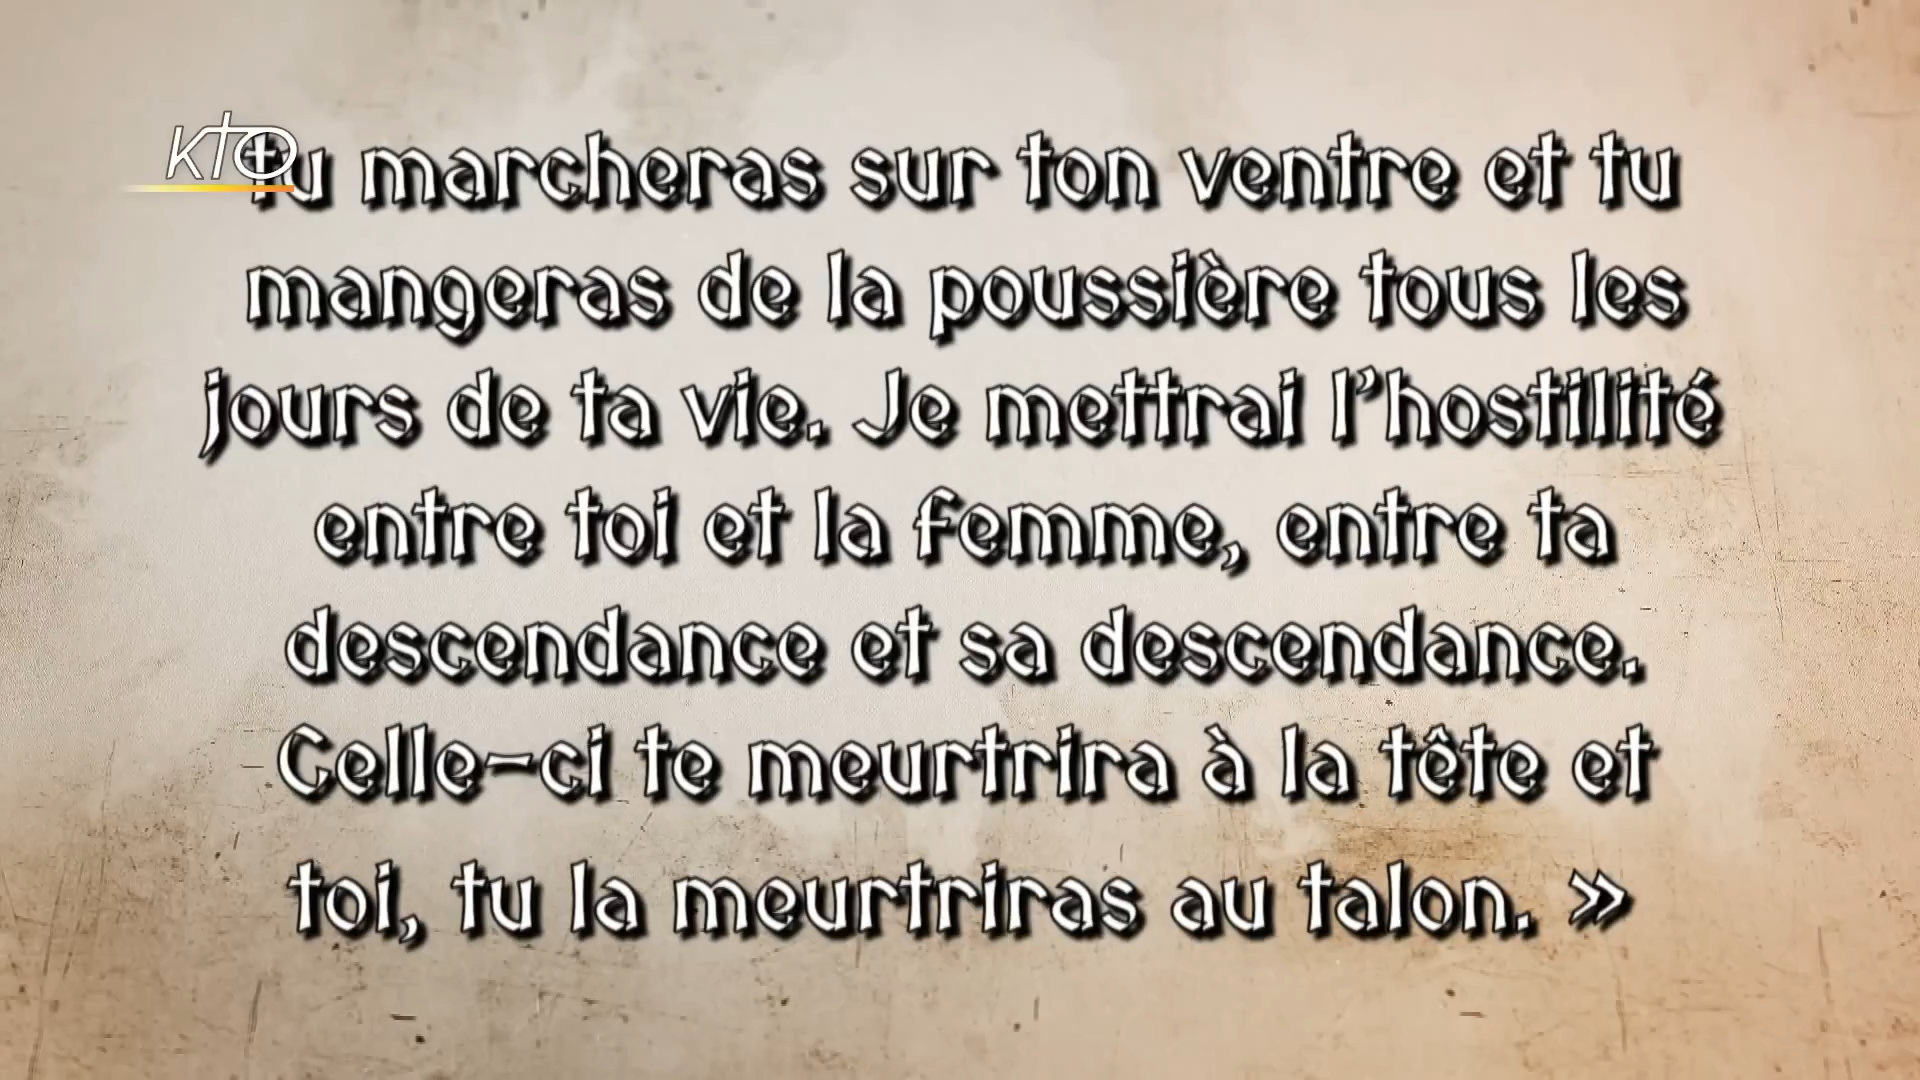 KTO
tu marcheras sur ton ventre et tu
mangeras de la poussière tous les
jours de ta vie. Je mettrai l’hostilité
entre toi et la femme, entre ta
descendance et sa descendance.
Celle-ci te meurtrira à la tête et
toi, tu la meurtriras au talon. »